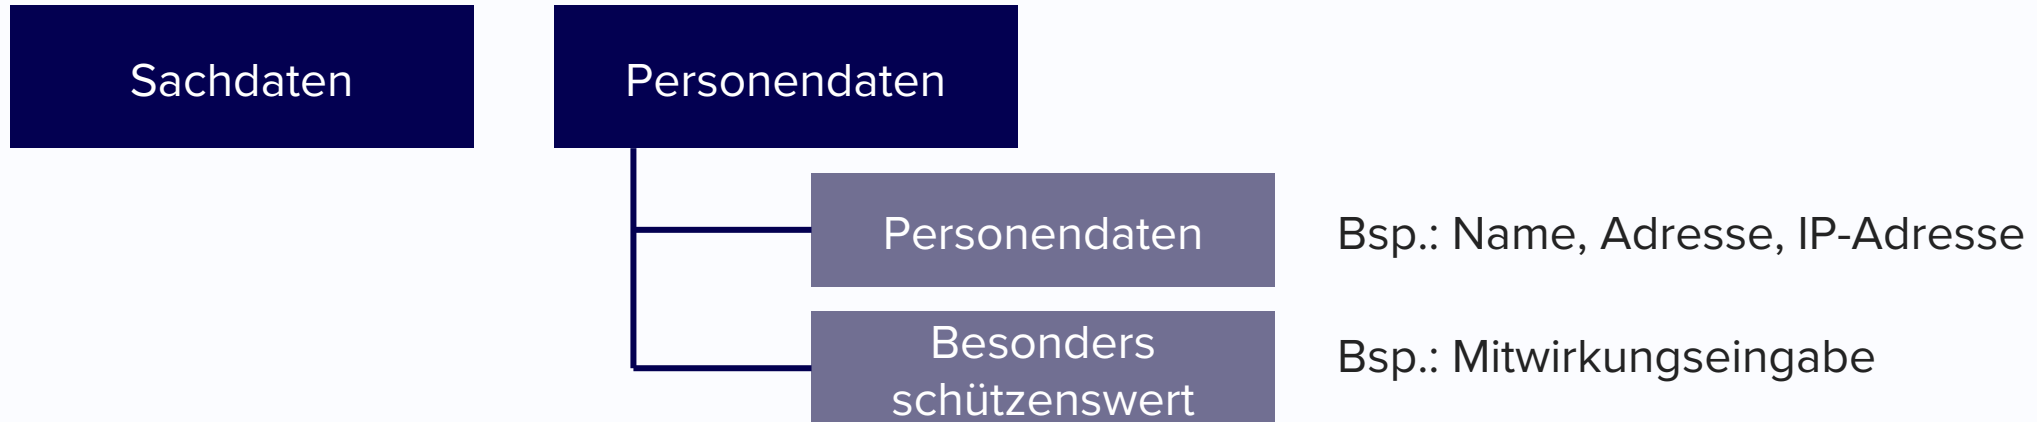 Sachdaten
Personendaten
Personendaten
Bsp.: Name, Adresse, IP-Adresse
Besonders
schützenswert
Bsp.: Mitwirkungseingabe